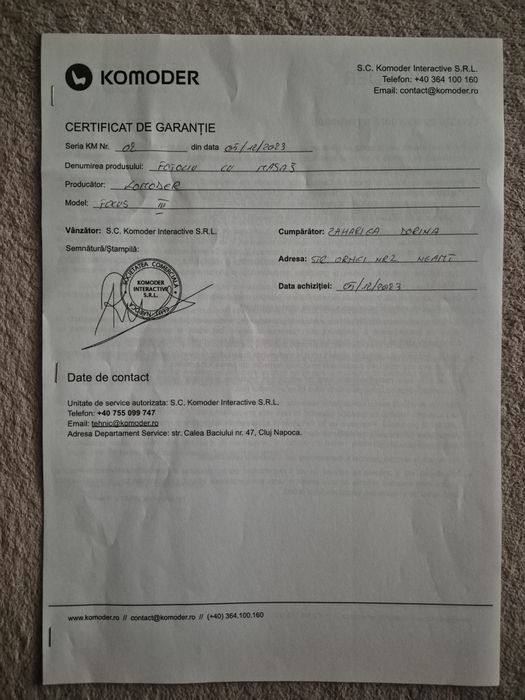 KOMODER
S.C. Komoder Interactive S.R.L.
Telefon: +40 364 100 160
Email: contact@komoder.ro
CERTIFICAT DE GARANȚIE
Seria KM Nr. 02 din data 05/12/2023
Denumirea produsului: FOTOLIU CU MASAJ
Producător: KOMODER
Model: FOCUS III
Vânzător: S.C. Komoder Interactive S.R.L.
Semnătură/Ștampilă:
SOCIETATEA COMERCIALĂ
KOMODER
INTERACTIVE
S.R.L.
Cumpărător: ZAHARICA DORINA
Adresa: STR NR2 NEAMT
Data achiziției: 05/12/2023
Date de contact
Unitate de service autorizata: S.C. Komoder Interactive S.R.L.
Telefon: +40 755 099 747
Email: tehnic@komoder.ro
Adresa Departament Service: str. Calea Baciului nr. 47, Cluj Napoca.
www.komoder.ro // contact@komoder.ro // (+40) 364.100.160